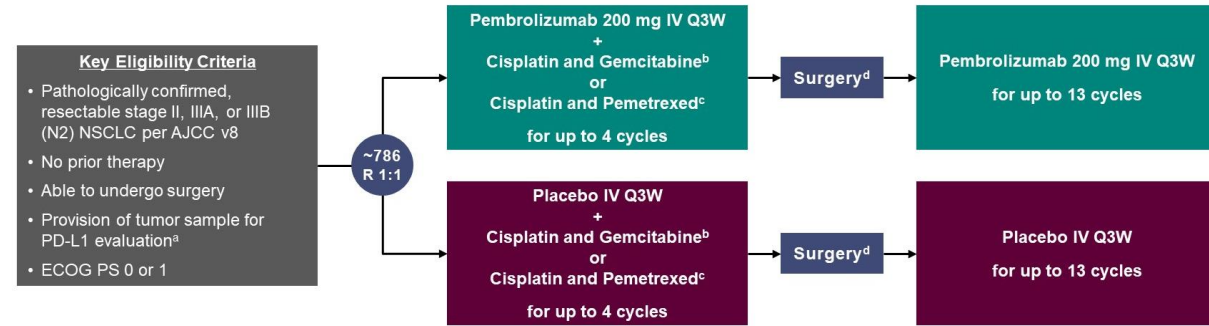 Key Eligibility Criteria
• Pathologically confirmed,
resectable stage II, IIIA, or IIIB
(N2) NSCLC per AJCC v8
• No prior therapy
• Able to undergo surgery
• Provision of tumor sample for
PD-L1 evaluationᵃ
• ECOG PS 0 or 1
~786
R 1:1
Pembrolizumab 200 mg IV Q3W
+
Cisplatin and Gemcitabineᵇ
or
Cisplatin and Pemetrexedᶜ
for up to 4 cycles
Surgeryᵈ
Pembrolizumab 200 mg IV Q3W
for up to 13 cycles
Placebo IV Q3W
+
Cisplatin and Gemcitabineᵇ
or
Cisplatin and Pemetrexedᶜ
for up to 4 cycles
Surgeryᵈ
Placebo IV Q3W
for up to 13 cycles